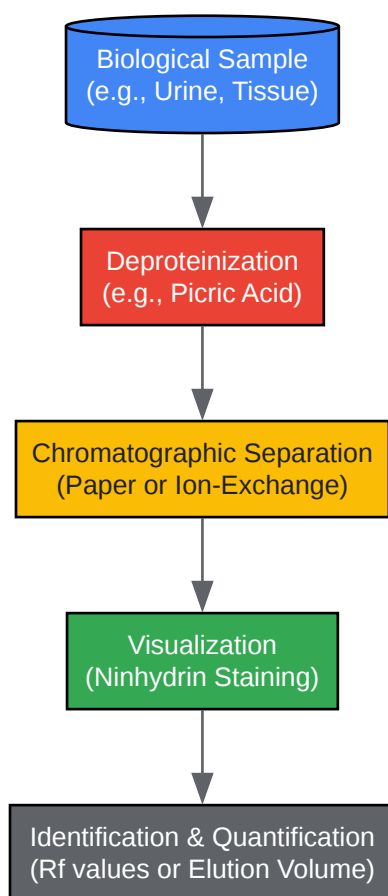 Biological Sample
(e.g., Urine, Tissue)
Deproteinization
(e.g., Picric Acid)
Chromatographic Separation
(Paper or Ion-Exchange)
Visualization
(Ninhydrin Staining)
Identification & Quantification
(Rf values or Elution Volume)